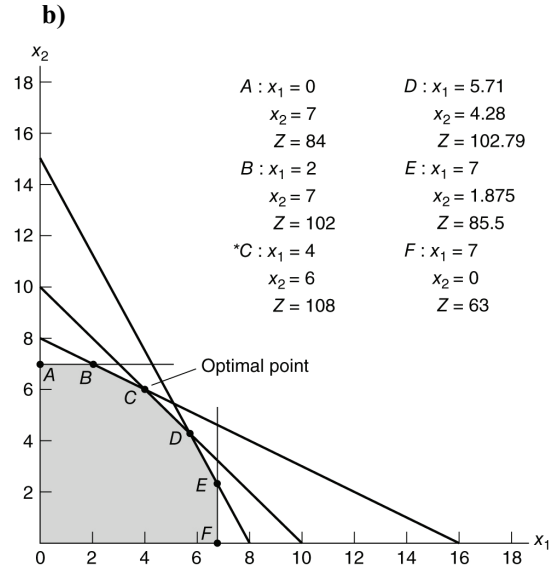 b)
x₂
18
16
14
12
10
8
6
4
2
0 2 4 6 8 10 12 14 16 18 x₁
A : x₁ = 0
x₂ = 7
Z = 84
B : x₁ = 2
x₂ = 7
Z = 102
*C : x₁ = 4
x₂ = 6
Z = 108
D : x₁ = 5.71
x₂ = 4.28
Z = 102.79
E : x₁ = 7
x₂ = 1.875
Z = 85.5
F : x₁ = 7
x₂ = 0
Z = 63
Optimal point
A
B
C
D
E
F